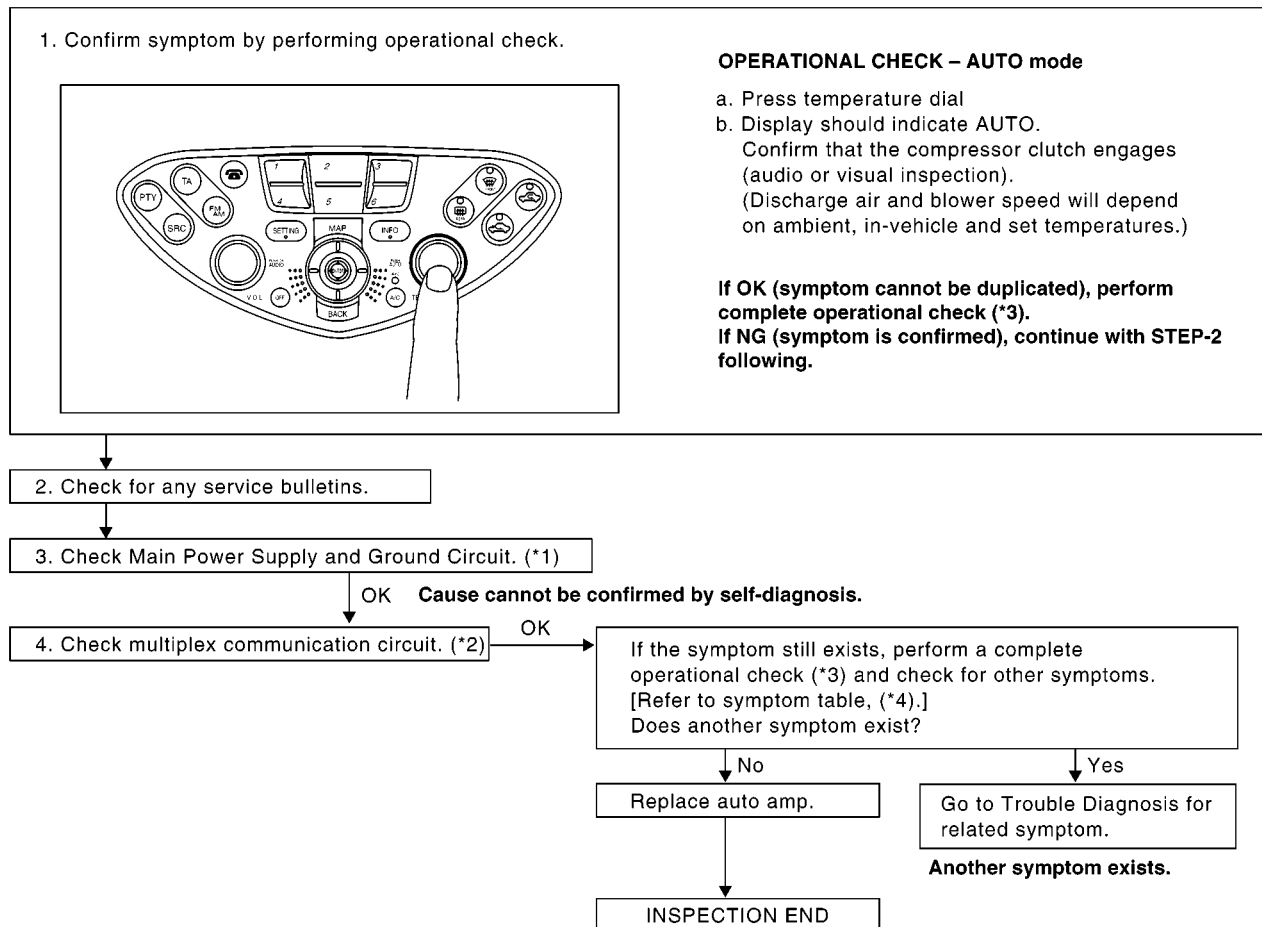 1. Confirm symptom by performing operational check.
PTY
TA
FM
AM
SRC
1
2
3
4
5
6
SETTING
MAP
INFO
VOL
OFF
A/C
BACK
OPERATIONAL CHECK – AUTO mode
a. Press temperature dial
b. Display should indicate AUTO.
Confirm that the compressor clutch engages
(audio or visual inspection).
(Discharge air and blower speed will depend
on ambient, in-vehicle and set temperatures.)
If OK (symptom cannot be duplicated), perform
complete operational check (*3).
If NG (symptom is confirmed), continue with STEP-2
following.
2. Check for any service bulletins.
3. Check Main Power Supply and Ground Circuit. (*1)
OK
Cause cannot be confirmed by self-diagnosis.
4. Check multiplex communication circuit. (*2)
OK
If the symptom still exists, perform a complete
operational check (*3) and check for other symptoms.
[Refer to symptom table, (*4).]
Does another symptom exist?
No
Yes
Replace auto amp.
Go to Trouble Diagnosis for
related symptom.
Another symptom exists.
INSPECTION END